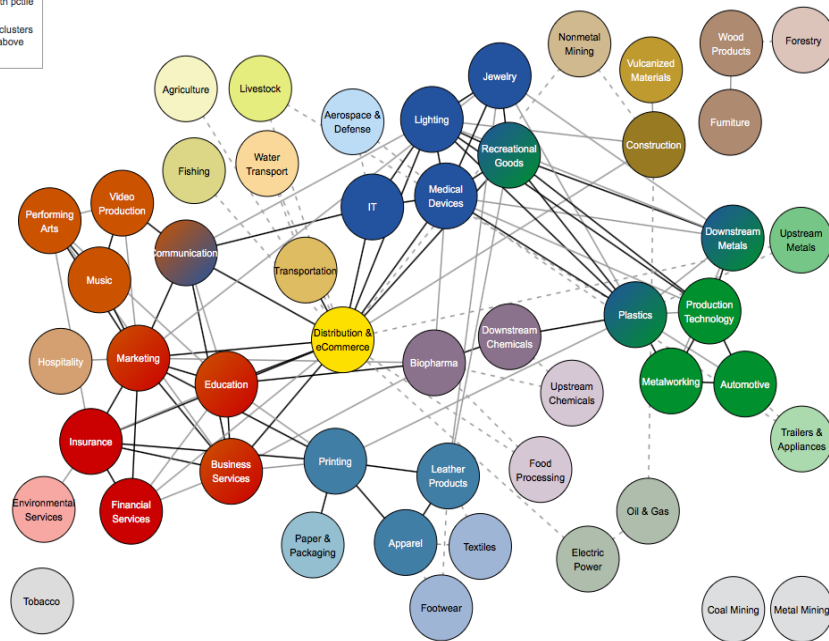 th pctile
clusters
above
Nonmetal
Mining
Wood
Products
Forestry
Vulcanized
Materials
Jewelry
Agriculture
Livestock
Aerospace &
Defense
Lighting
Furniture
Recreational
Goods
Construction
Fishing
Water
Transport
IT
Medical
Devices
Video
Production
Performing
Arts
Communication
Downstream
Metals
Upstream
Metals
Music
Transportation
Plastics
Production
Technology
Distribution &
eCommerce
Downstream
Chemicals
Hospitality
Marketing
Education
Biopharma
Upstream
Chemicals
Metalworking
Automotive
Insurance
Business
Services
Printing
Leather
Products
Food
Processing
Trailers &
Appliances
Environmental
Services
Financial
Services
Oil & Gas
Paper &
Packaging
Apparel
Textiles
Electric
Power
Tobacco
Footwear
Coal Mining
Metal Mining